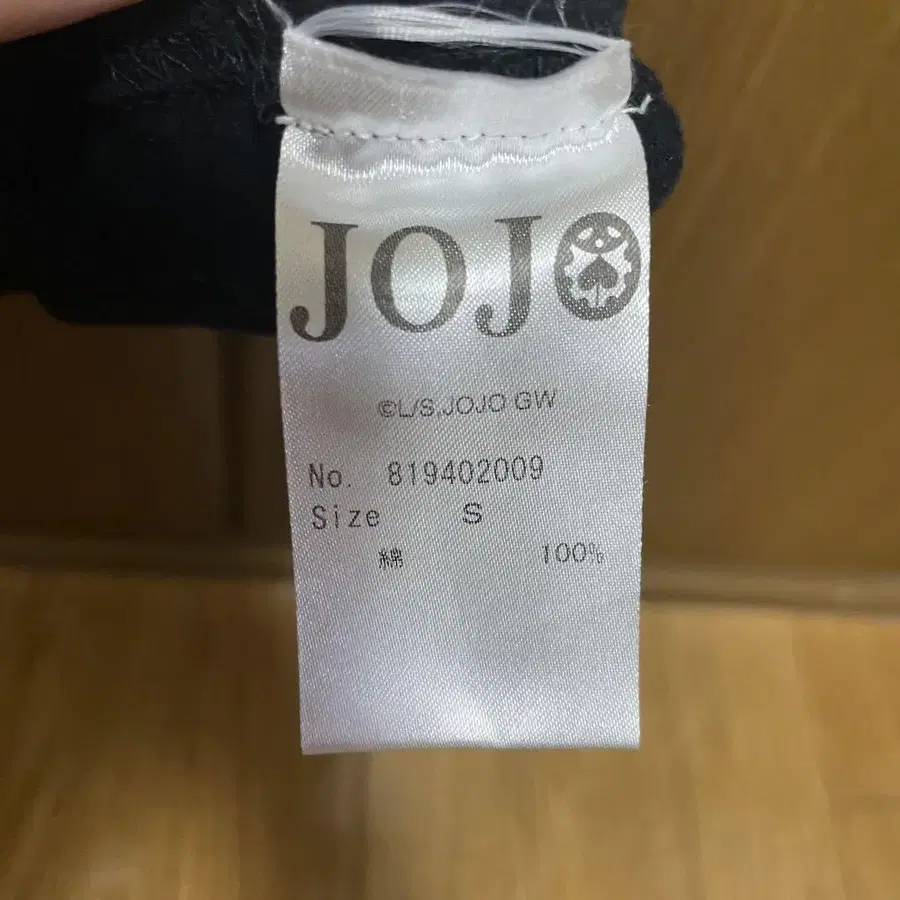 JOJO
©L/S,JOJO GW
No. 819402009
Size S
綿 100%